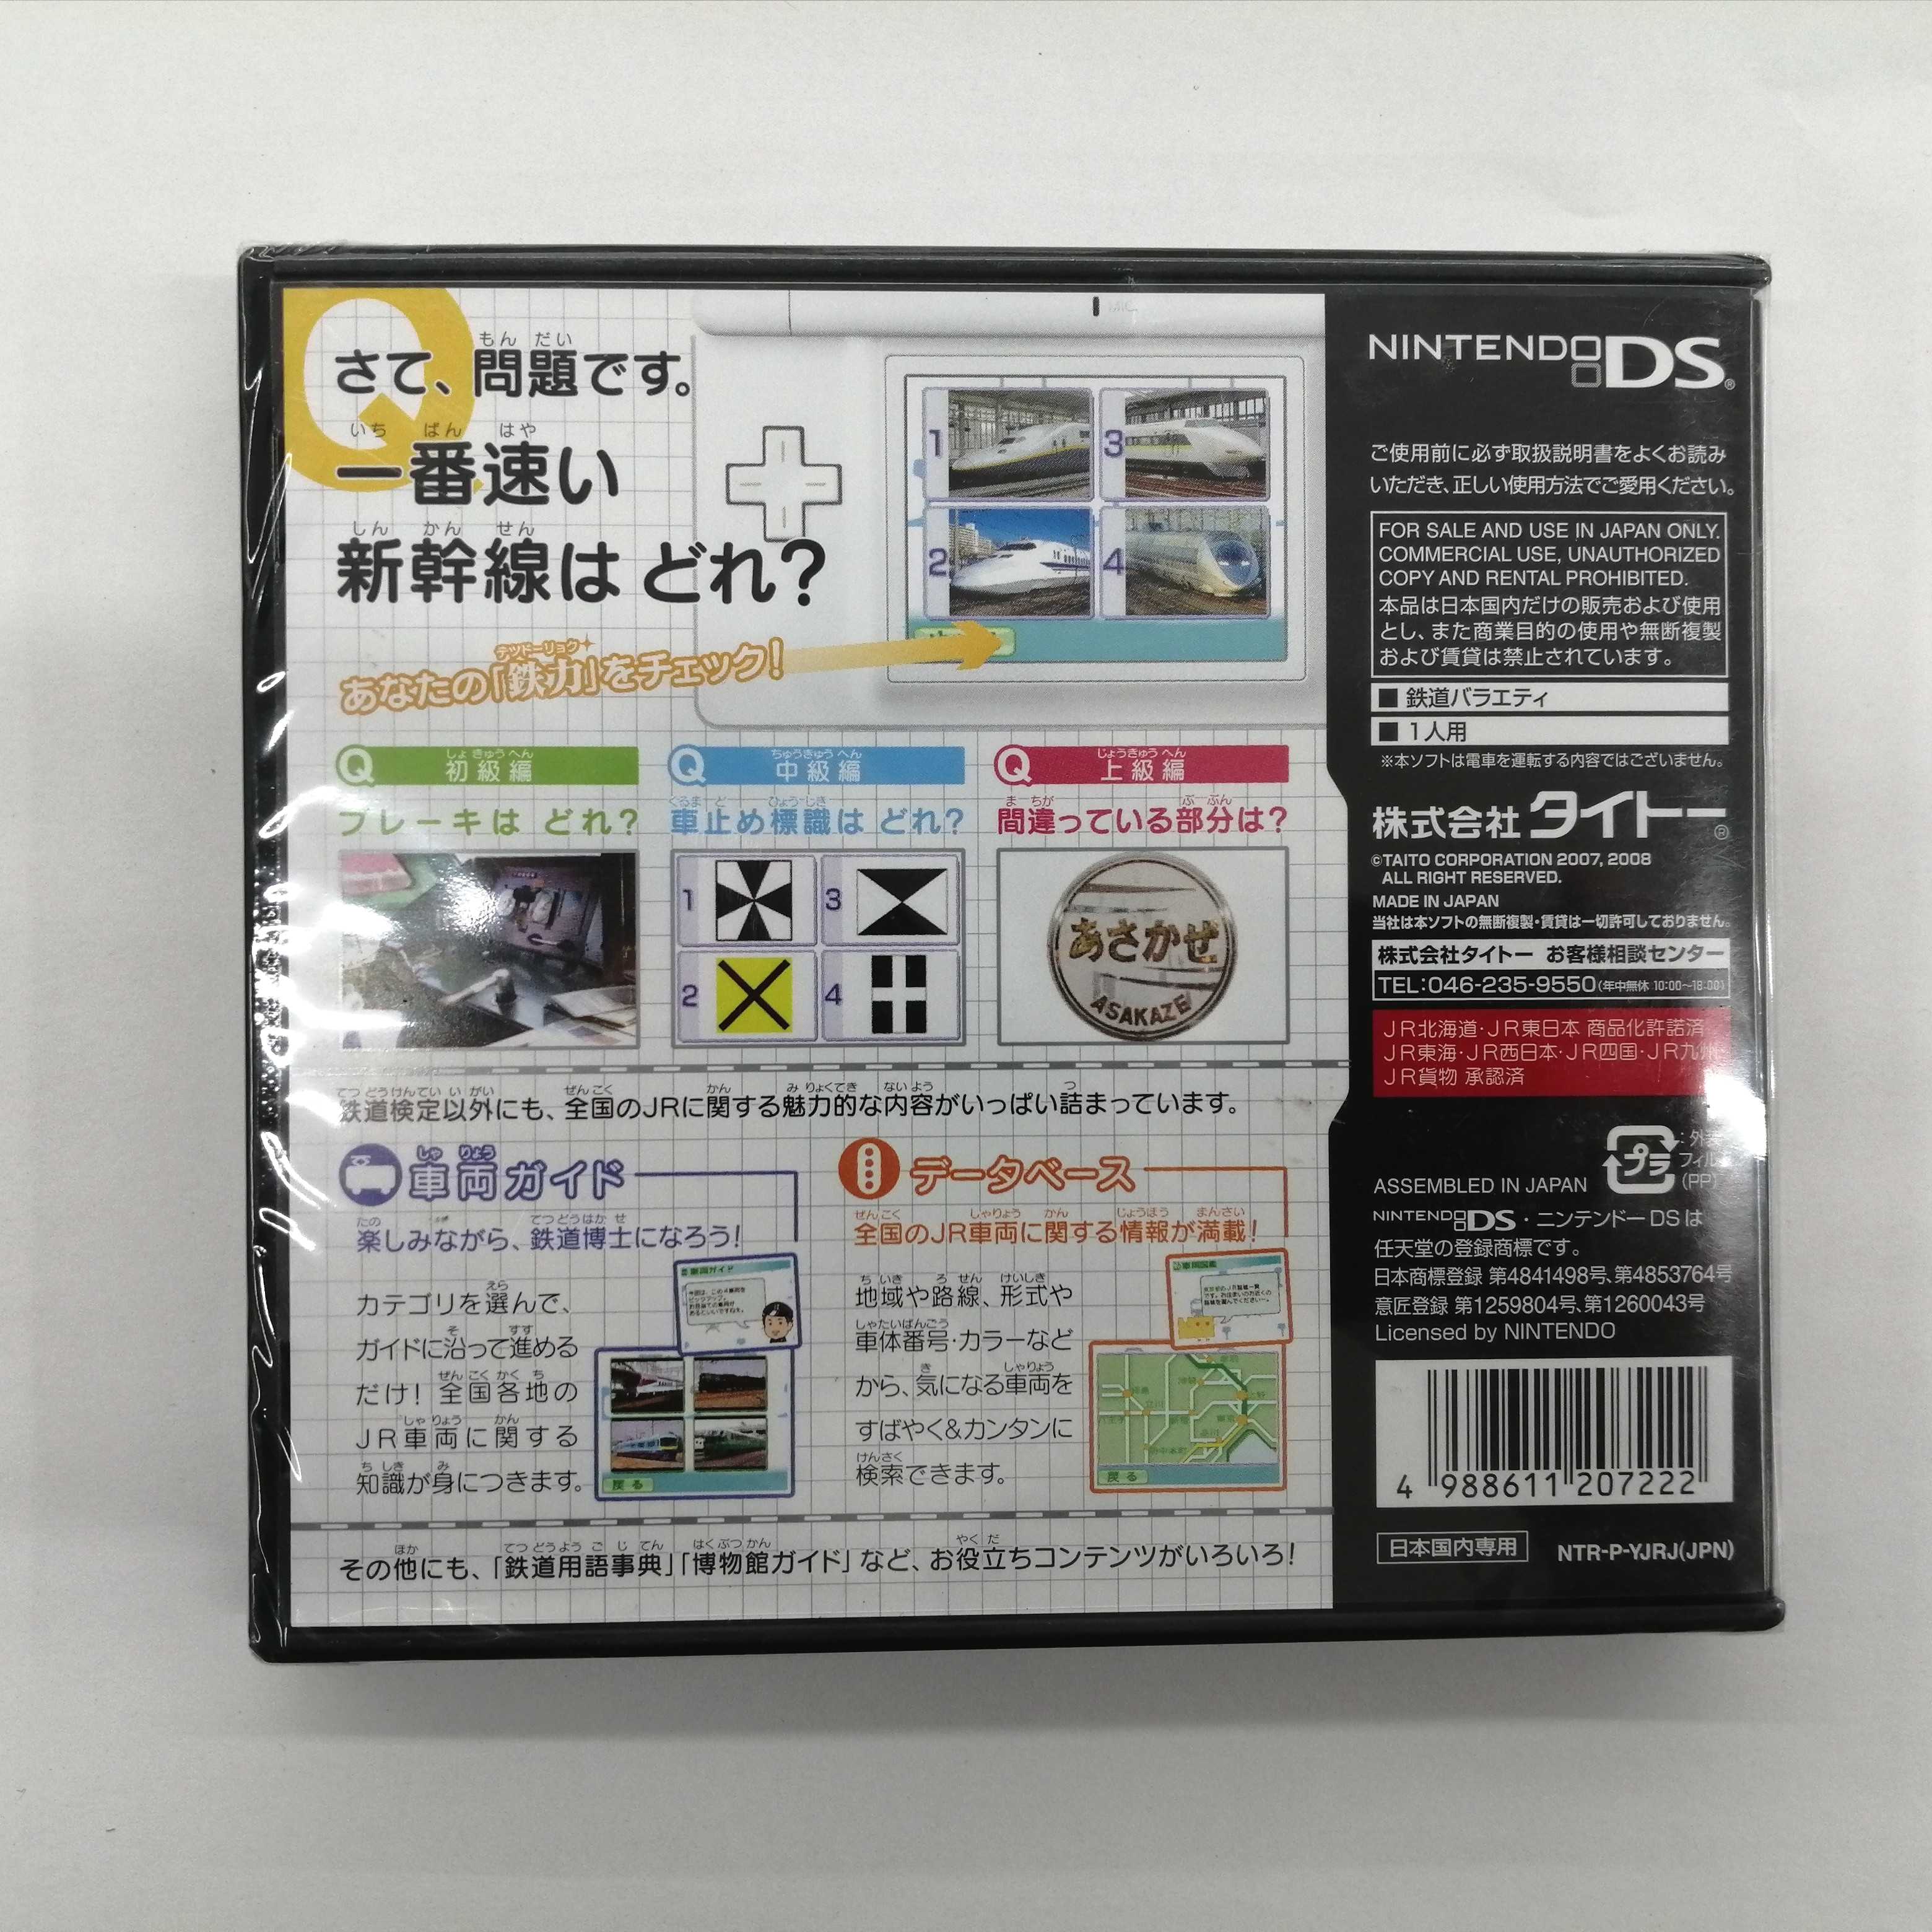 Q
さて、問題です。
一番速い
新幹線は どれ?
1
3
2
4
あなたの「鉄力」をチェック!
Q 初級編
ブレーキは どれ?
Q 中級編
車止め標識は どれ?
1
3
2
4
Q 上級編
間違っている部分は?
あさかぜ
ASAKAZE
鉄道検定以外にも、全国のJRに関する魅力的な内容がいっぱい詰まっています。
車両ガイド
楽しみながら、鉄道博士になろう!
カテゴリを選んで、
ガイドに沿って進める
だけ! 全国各地の
JR車両に関する
知識が身につきます。
車両ガイド
戻る
データベース
全国のJR車両に関する情報が満載!
地域や路線、形式や
車体番号・カラーなど
から、気になる車両を
すばやく&カンタンに
検索できます。
車両図鑑
戻る
その他にも、「鉄道用語事典」「博物館ガイド」など、お役立ちコンテンツがいろいろ!
NINTENDO DS®
ご使用前に必ず取扱説明書をよくお読み
いただき、正しい使用方法でご愛用ください。
FOR SALE AND USE IN JAPAN ONLY.
COMMERCIAL USE, UNAUTHORIZED
COPY AND RENTAL PROHIBITED.
本品は日本国内だけの販売および使用
とし、また商業目的の使用や無断複製
および賃貸は禁止されています。
■ 鉄道バラエティ
■ 1人用
※本ソフトは電車を運転する内容ではございません。
株式会社 タイトー®
©TAITO CORPORATION 2007, 2008
ALL RIGHT RESERVED.
MADE IN JAPAN
当社は本ソフトの無断複製・賃貸は一切許可しておりません。
株式会社タイトー お客様相談センター
TEL:046-235-9550(年中無休 10:00~18:00)
JR北海道・JR東日本 商品化許諾済
JR東海・JR西日本・JR四国・JR九州
JR貨物 承認済
プラ
(PP)
ASSEMBLED IN JAPAN
NINTENDO DS・ニンテンドーDSは
任天堂の登録商標です。
日本商標登録 第4841498号、第4853764号
意匠登録 第1259804号、第1260043号
Licensed by NINTENDO
4 988611 207222
日本国内専用
NTR-P-YJRJ(JPN)